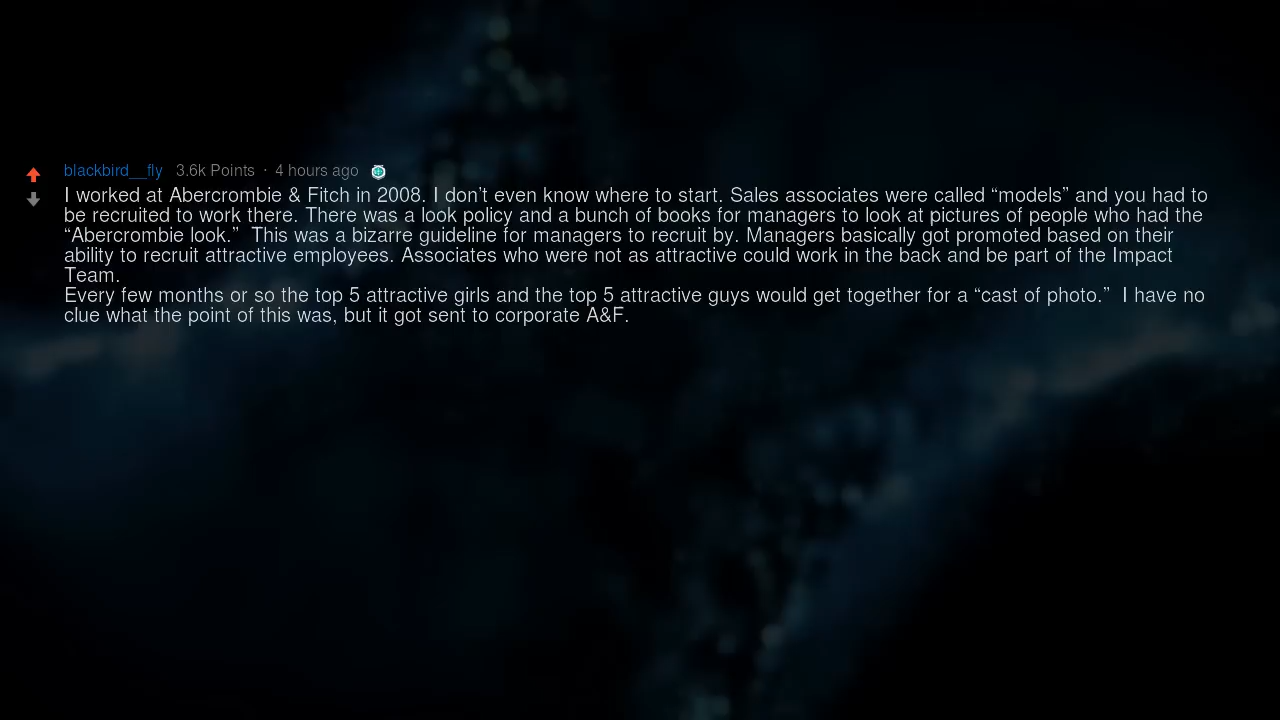 blackbird__fly 3.6k Points · 4 hours ago
I worked at Abercrombie & Fitch in 2008. I don’t even know where to start. Sales associates were called “models” and you had to
be recruited to work there. There was a look policy and a bunch of books for managers to look at pictures of people who had the
“Abercrombie look.”  This was a bizarre guideline for managers to recruit by. Managers basically got promoted based on their
ability to recruit attractive employees. Associates who were not as attractive could work in the back and be part of the Impact
Team.
Every few months or so the top 5 attractive girls and the top 5 attractive guys would get together for a “cast of photo.”  I have no
clue what the point of this was, but it got sent to corporate A&F.